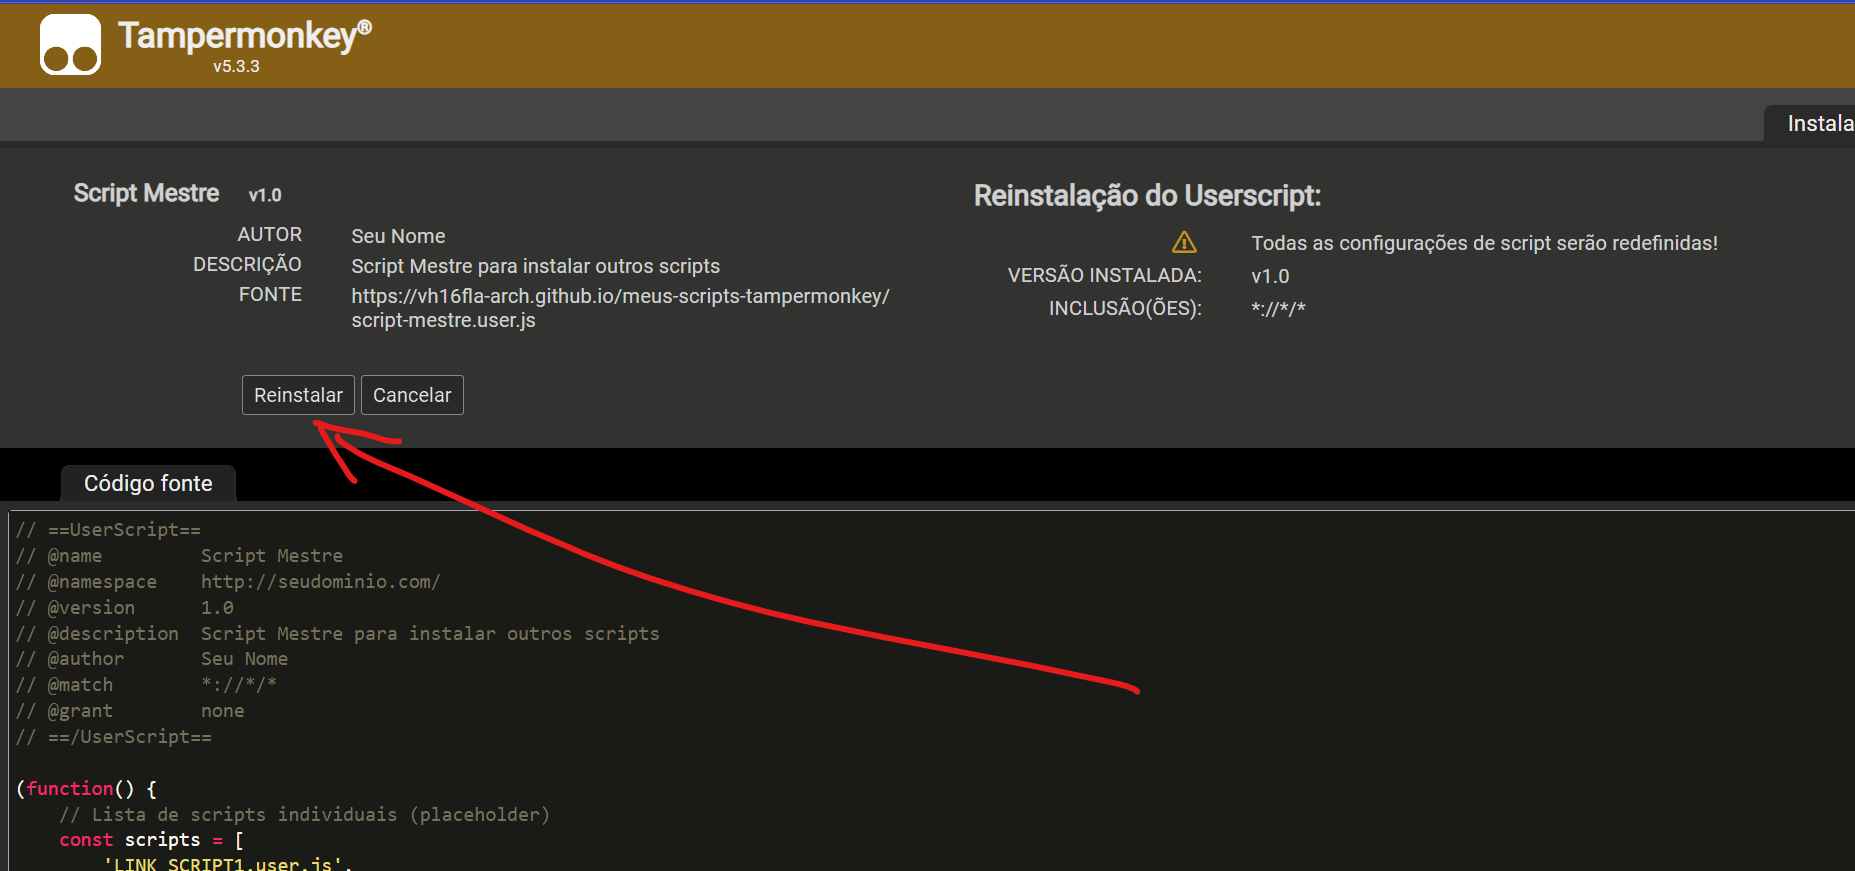 Tampermonkey®
v5.3.3
Instala
Script Mestre v1.0
AUTOR Seu Nome
DESCRIÇÃO Script Mestre para instalar outros scripts
FONTE https://vh16fla-arch.github.io/meus-scripts-tampermonkey/
script-mestre.user.js
Reinstalar Cancelar
Reinstalação do Userscript:
Todas as configurações de script serão redefinidas!
VERSÃO INSTALADA: v1.0
INCLUSÃO(ÕES): *://*/*
Código fonte
// ==UserScript==
// @name         Script Mestre
// @namespace    http://seudominio.com/
// @version      1.0
// @description  Script Mestre para instalar outros scripts
// @author       Seu Nome
// @match        *://*/*
// @grant        none
// ==/UserScript==
(function() {
// Lista de scripts individuais (placeholder)
const scripts = [
'LINK_SCRIPT1.user.js',